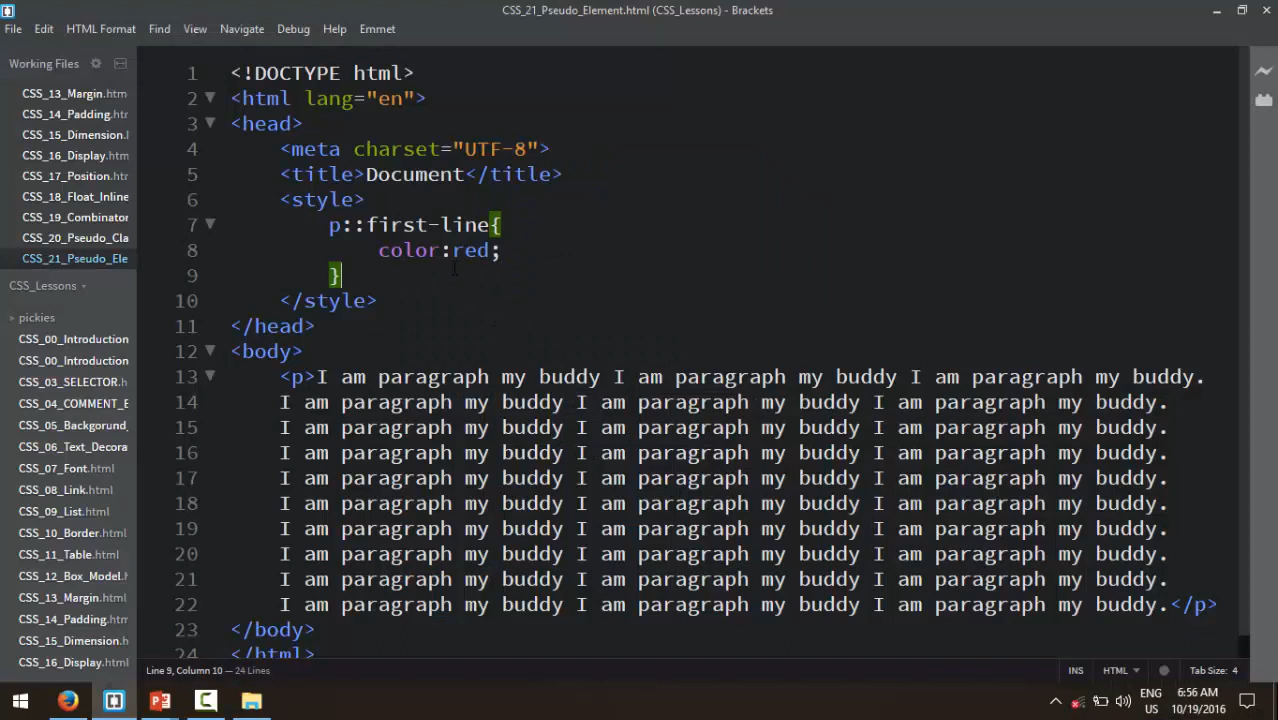 CSS_21_Pseudo_Element.html (CSS_Lessons) - Brackets
File Edit HTML Format Find View Navigate Debug Help Emmet
Working Files
CSS_13_Margin.htm
CSS_14_Padding.htr
CSS_15_Dimension.l
CSS_16_Display.htm
CSS_17_Position.htm
CSS_18_Float_Inline
CSS_19_Combinator
CSS_20_Pseudo_Cla
CSS_21_Pseudo_Ele
CSS_Lessons
pickies
CSS_00_Introduction
CSS_00_Introduction
CSS_03_SELECTOR.h
CSS_04_COMMENT_E
CSS_05_Backgorund_
CSS_06_Text_Decora
CSS_07_Font.html
CSS_08_Link.html
CSS_09_List.html
CSS_10_Border.html
CSS_11_Table.html
CSS_12_Box_Model.
CSS_13_Margin.html
CSS_14_Padding.html
CSS_15_Dimension.h
CSS_16_Display.html
1 <!DOCTYPE html>
2 <html lang="en">
3 <head>
4 <meta charset="UTF-8">
5 <title>Document</title>
6 <style>
7 p::first-line{
8 color:red;
9 }
10 </style>
11 </head>
12 <body>
13 <p>I am paragraph my buddy I am paragraph my buddy I am paragraph my buddy.
14 I am paragraph my buddy I am paragraph my buddy I am paragraph my buddy.
15 I am paragraph my buddy I am paragraph my buddy I am paragraph my buddy.
16 I am paragraph my buddy I am paragraph my buddy I am paragraph my buddy.
17 I am paragraph my buddy I am paragraph my buddy I am paragraph my buddy.
18 I am paragraph my buddy I am paragraph my buddy I am paragraph my buddy.
19 I am paragraph my buddy I am paragraph my buddy I am paragraph my buddy.
20 I am paragraph my buddy I am paragraph my buddy I am paragraph my buddy.
21 I am paragraph my buddy I am paragraph my buddy I am paragraph my buddy.
22 I am paragraph my buddy I am paragraph my buddy I am paragraph my buddy.</p>
23 </body>
24 </html>
Line 9, Column 10 — 24 Lines
INS HTML Tab Size: 4
ENG 6:56 AM
US 10/19/2016